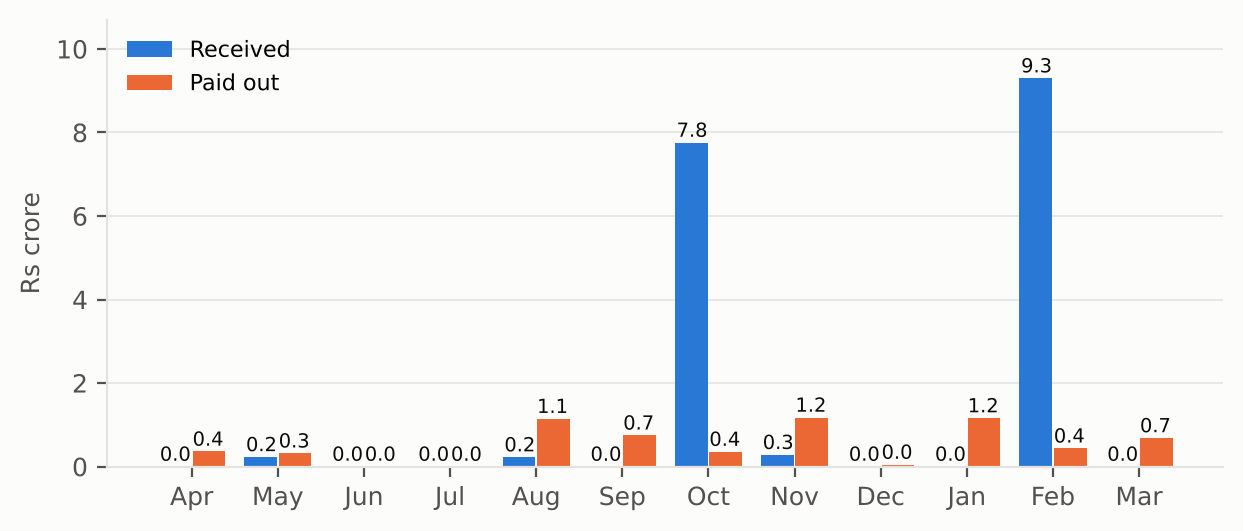 Received
Paid out
Rs crore
10
8
6
4
2
0
0.0 0.4 0.2 0.3 0.0 0.0 0.0 0.0 0.2 1.1 0.0 0.7 7.8 0.4 0.3 1.2 0.0 0.0 0.0 1.2 9.3 0.4 0.0 0.7
Apr May Jun Jul Aug Sep Oct Nov Dec Jan Feb Mar